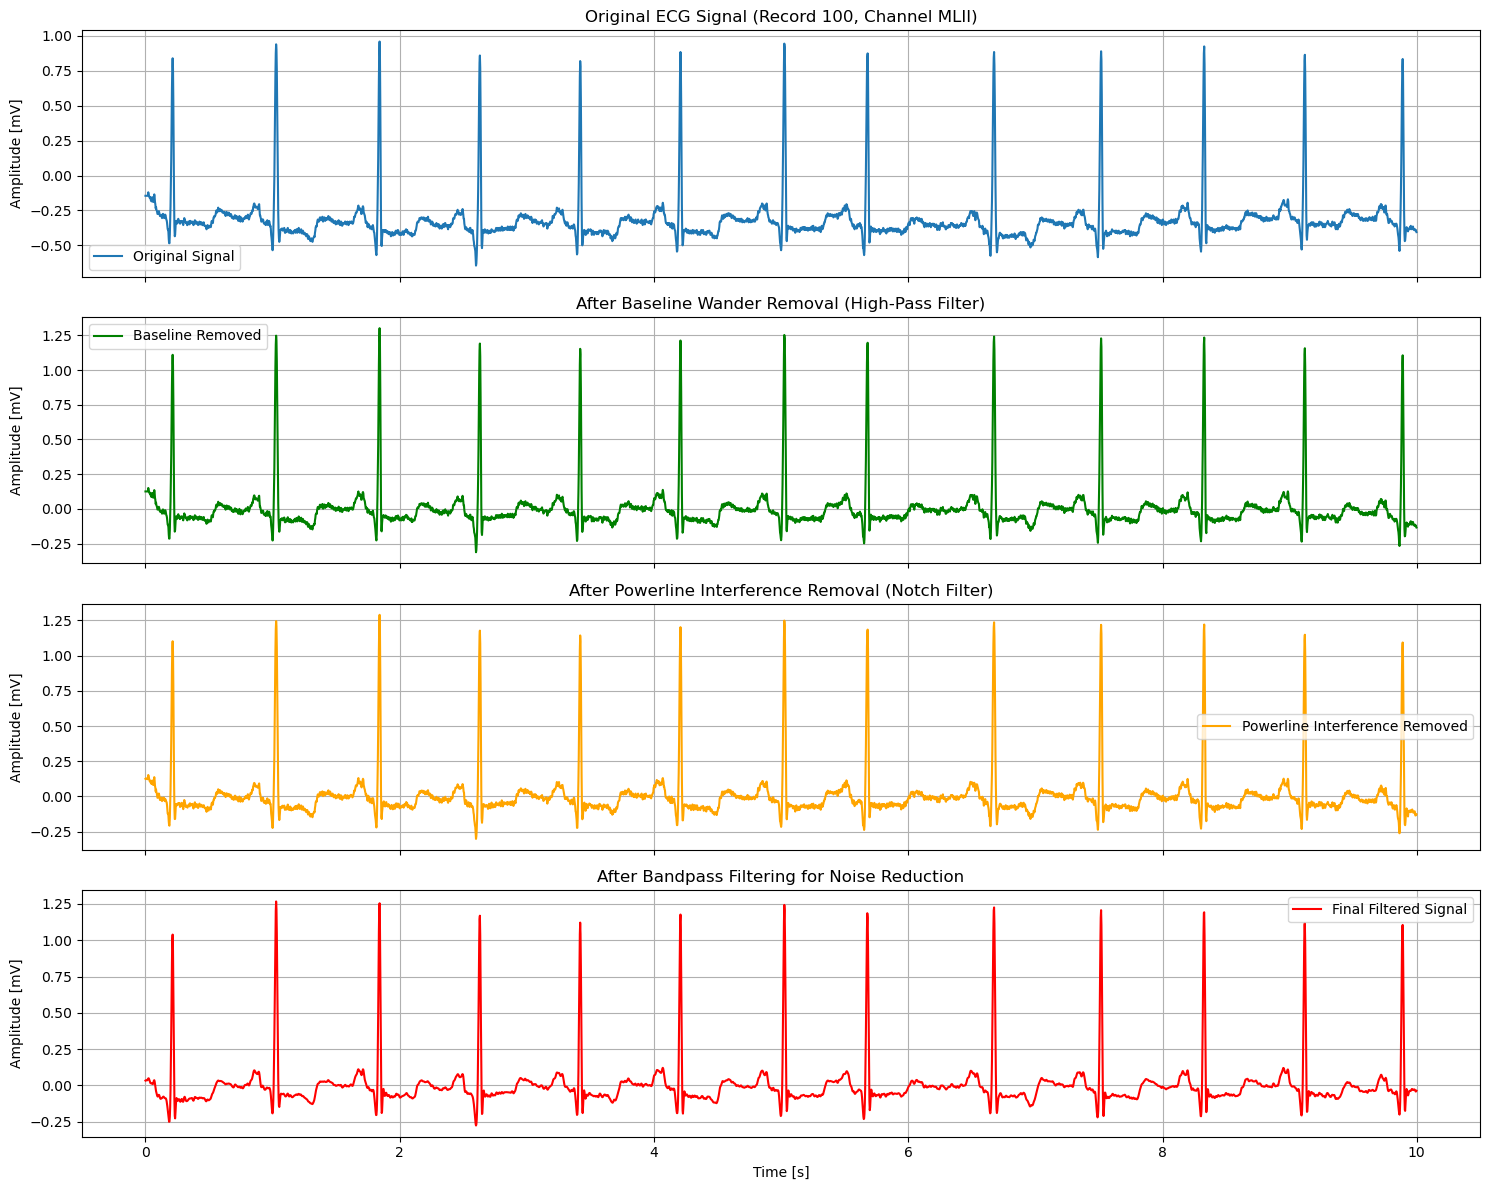 Original ECG Signal (Record 100, Channel MLII)
1.00
0.75
0.50
0.25
0.00
−0.25
−0.50
Amplitude [mV]
Original Signal
After Baseline Wander Removal (High-Pass Filter)
1.25
1.00
0.75
0.50
0.25
0.00
−0.25
Amplitude [mV]
Baseline Removed
After Powerline Interference Removal (Notch Filter)
1.25
1.00
0.75
0.50
0.25
0.00
−0.25
Amplitude [mV]
Powerline Interference Removed
After Bandpass Filtering for Noise Reduction
1.25
1.00
0.75
0.50
0.25
0.00
−0.25
Amplitude [mV]
Final Filtered Signal
0 2 4 6 8 10
Time [s]